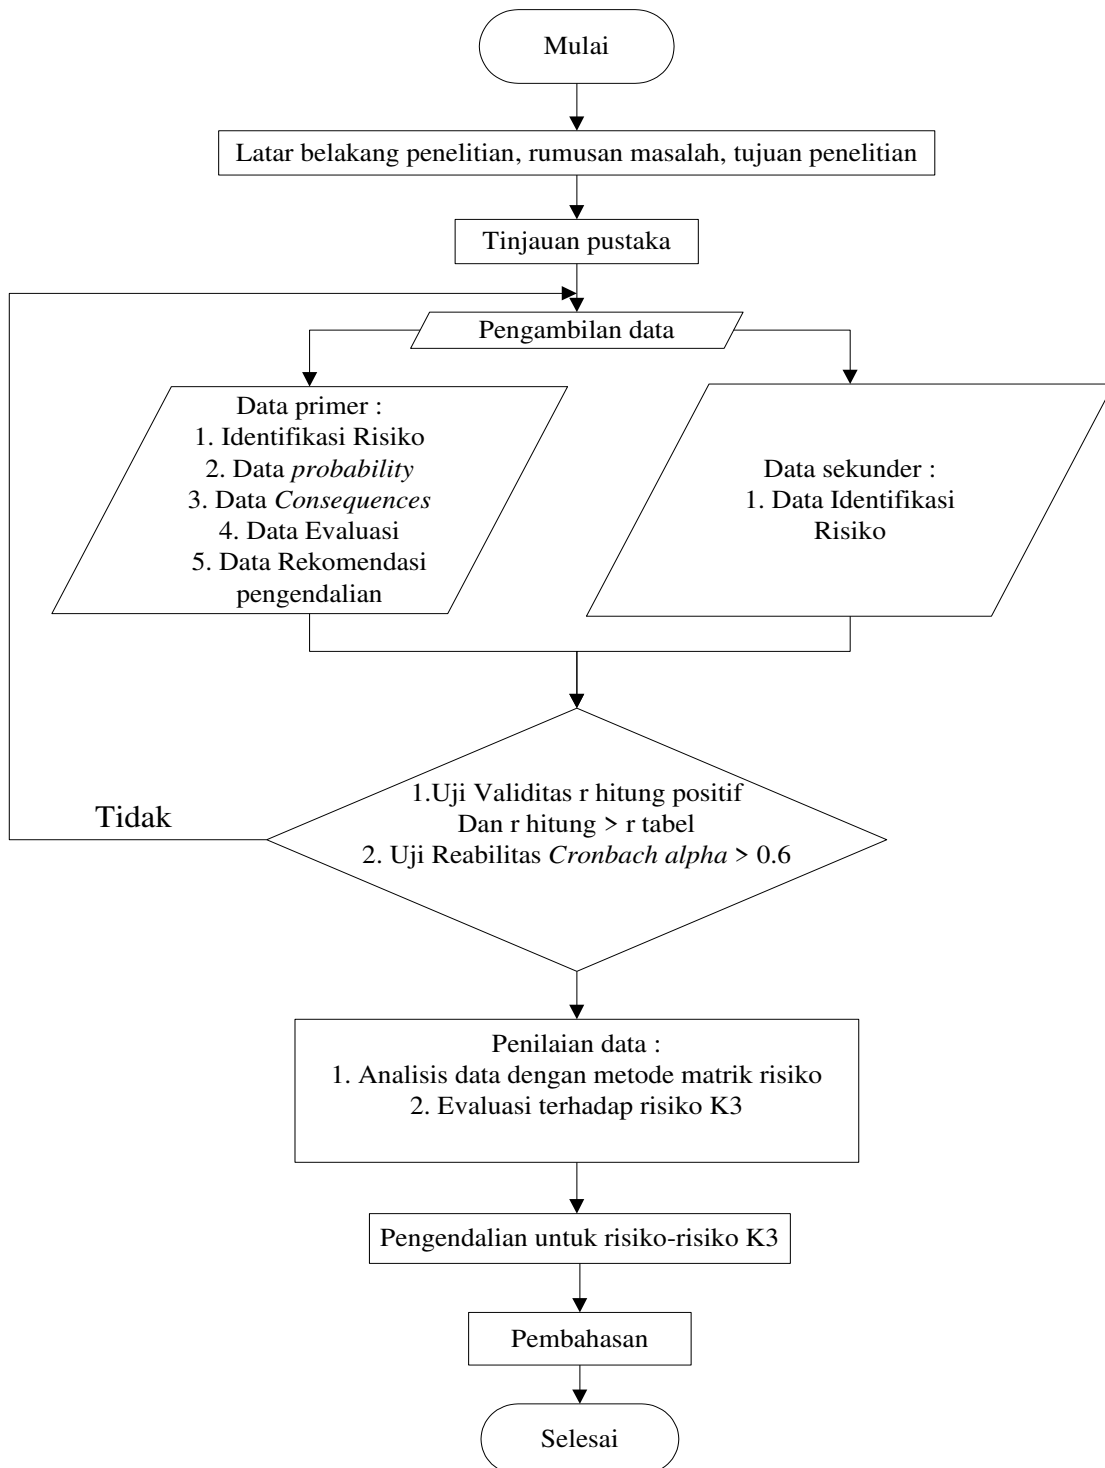 Mulai
Latar belakang penelitian, rumusan masalah, tujuan penelitian
Tinjauan pustaka
Pengambilan data
Data primer :
1. Identifikasi Risiko
2. Data probability
3. Data Consequences
4. Data Evaluasi
5. Data Rekomendasi
pengendalian
Data sekunder :
1. Data Identifikasi
Risiko
Tidak
1.Uji Validitas r hitung positif
Dan r hitung > r tabel
2. Uji Reabilitas Cronbach alpha > 0.6
Penilaian data :
1. Analisis data dengan metode matrik risiko
2. Evaluasi terhadap risiko K3
Pengendalian untuk risiko-risiko K3
Pembahasan
Selesai